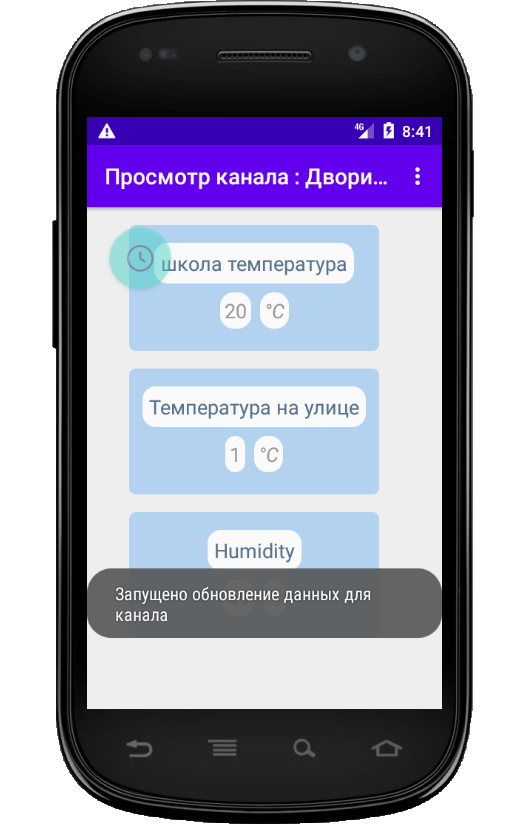 4G 8:41
Просмотр канала : Двори...
школа температура
20 °C
Температура на улице
1 °C
Humidity
Запущено обновление данных для
канала